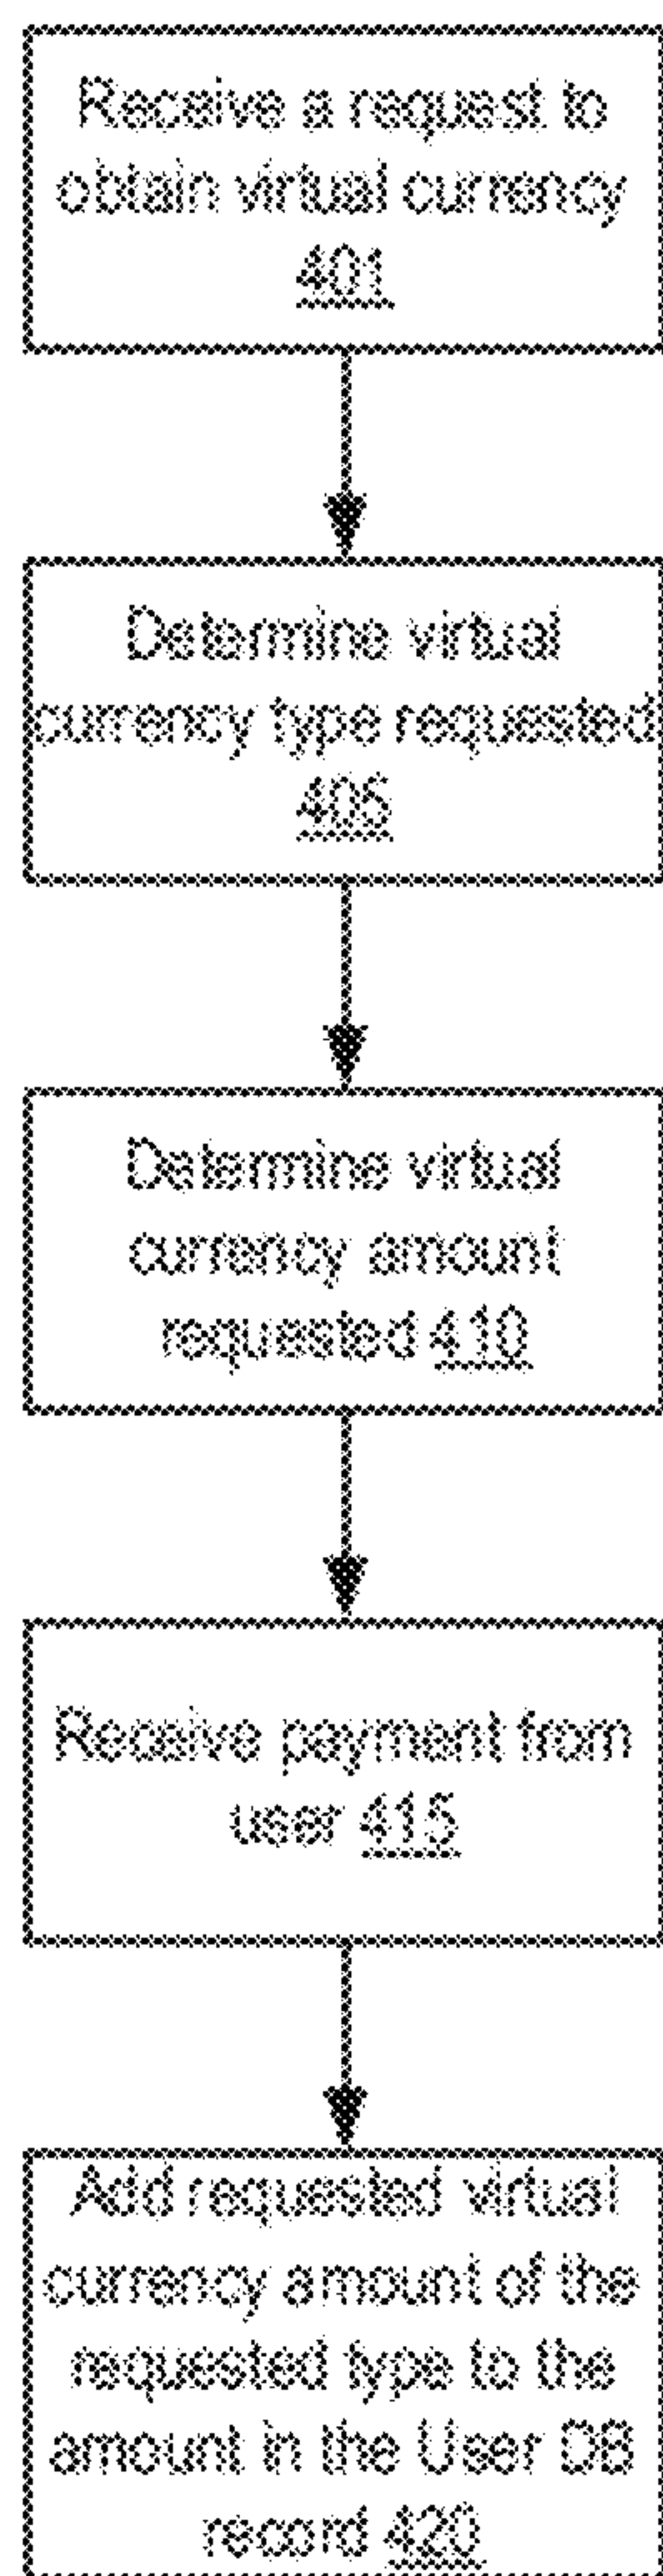 Receive a request to
obtain virtual currency
401
Determine virtual
currency type requested
405
Determine virtual
currency amount
requested 410
Receive payment from
user 415
Add requested virtual
currency amount of the
requested type to the
amount in the User DB
record 420